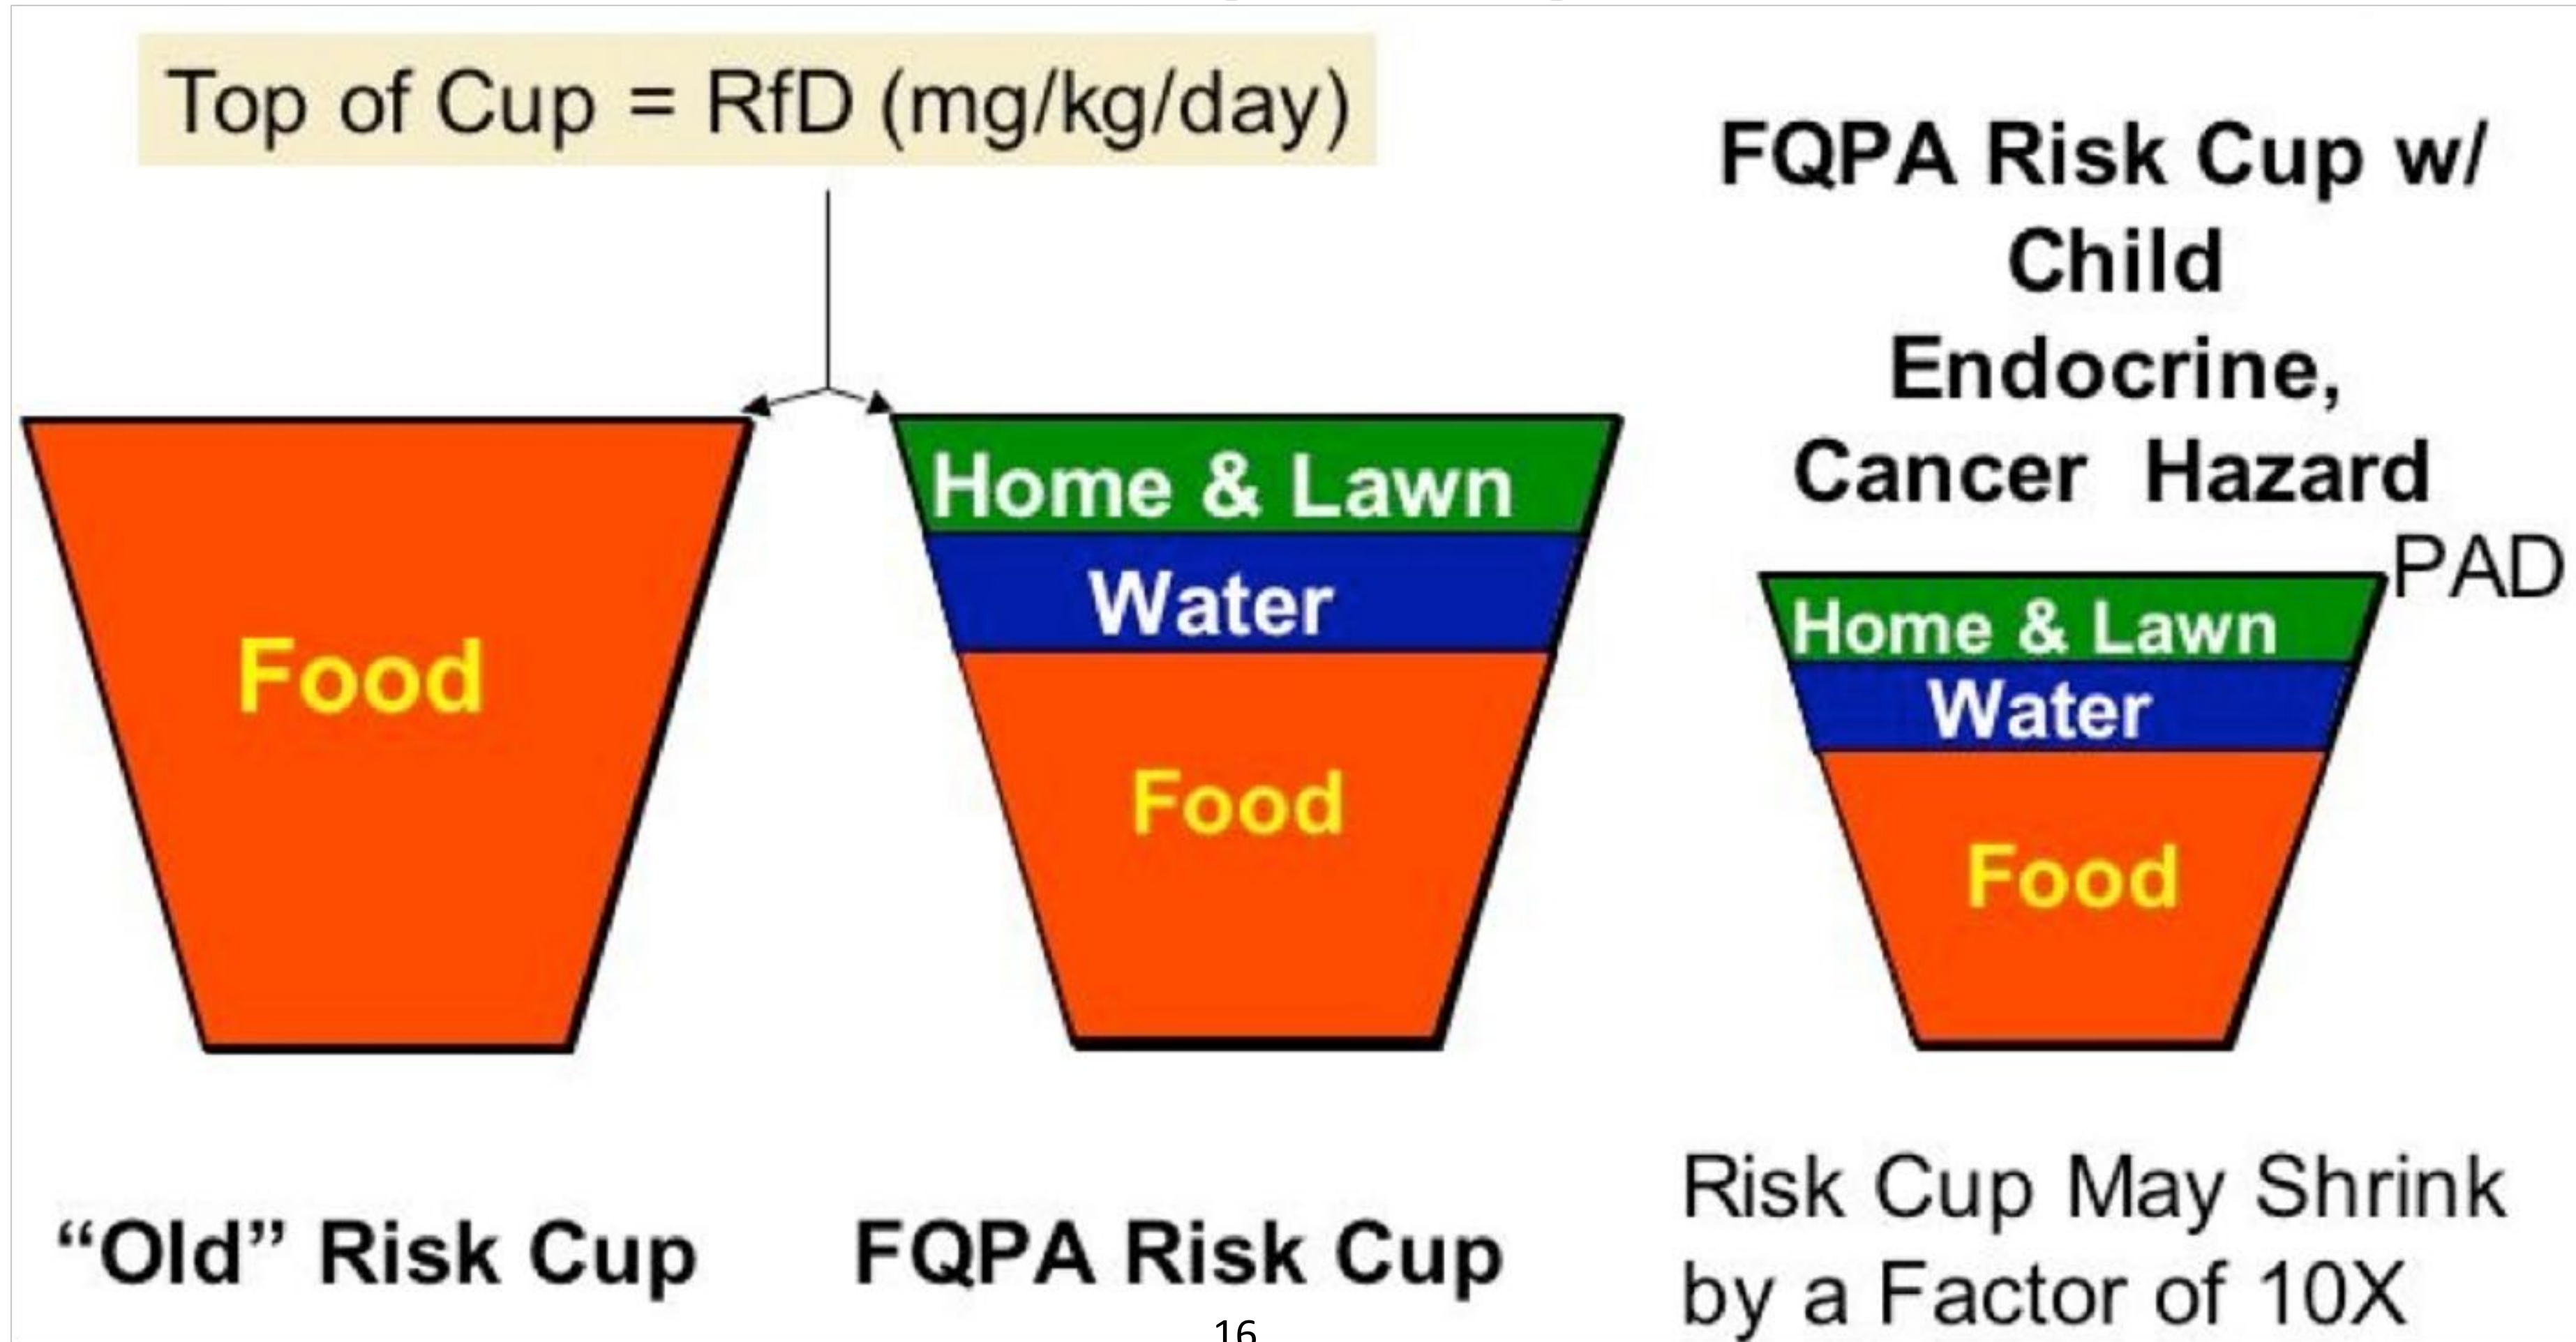 Top of Cup = RfD (mg/kg/day)
FQPA Risk Cup w/
Child
Endocrine,
Cancer Hazard
PAD
Food
Home & Lawn
Water
Food
Home & Lawn
Water
Food
“Old” Risk Cup
FQPA Risk Cup
Risk Cup May Shrink
by a Factor of 10X
16